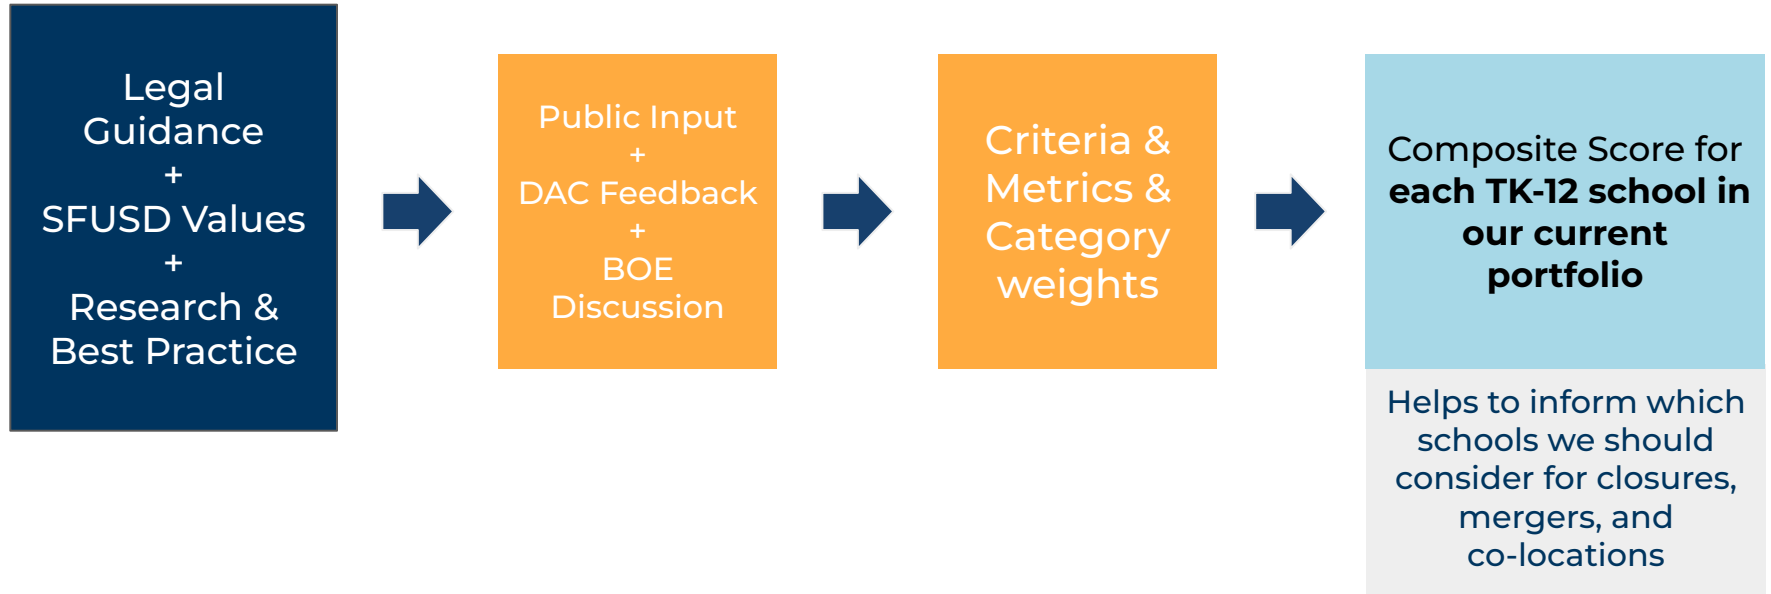 Legal
Guidance
+
SFUSD Values
+
Research &
Best Practice
Public Input
+
DAC Feedback
+
BOE
Discussion
Criteria &
Metrics &
Category
weights
Composite Score for
each TK-12 school in
our current
portfolio
Helps to inform which
schools we should
consider for closures,
mergers, and
co-locations